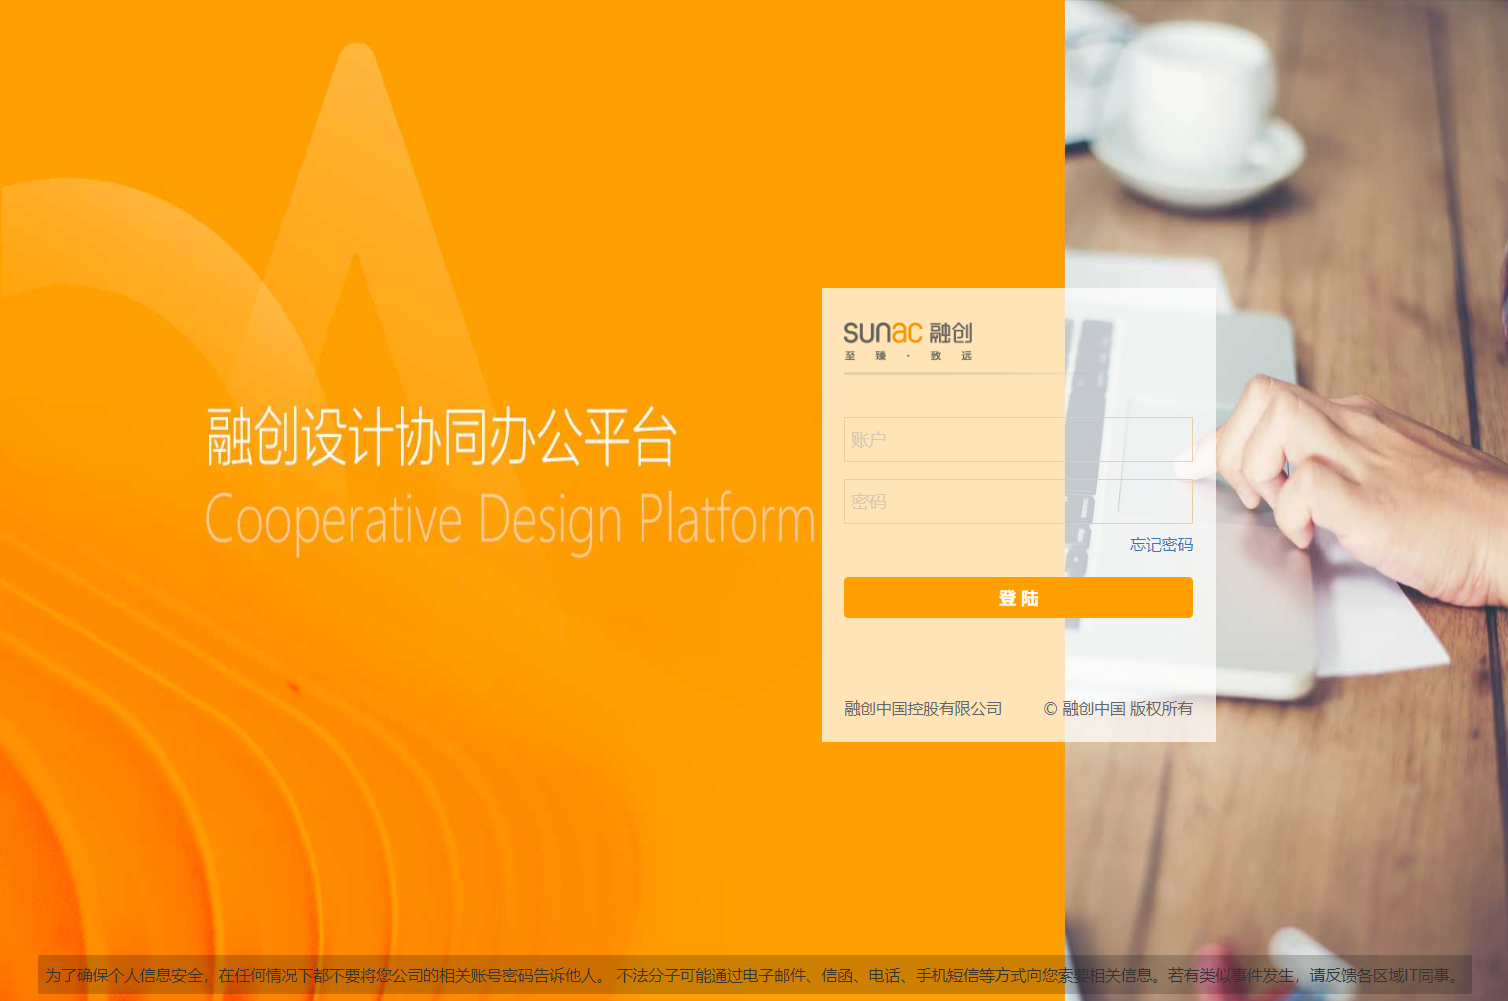 sunac 融创
至 臻 · 致 远
融创设计协同办公平台
Cooperative Design Platform
账户
密码
忘记密码
登 陆
融创中国控股有限公司 © 融创中国 版权所有
为了确保个人信息安全，在任何情况下都不要将您公司的相关账号密码告诉他人。 不法分子可能通过电子邮件、信函、电话、手机短信等方式向您索要相关信息。若有类似事件发生，请反馈各区域IT同事。